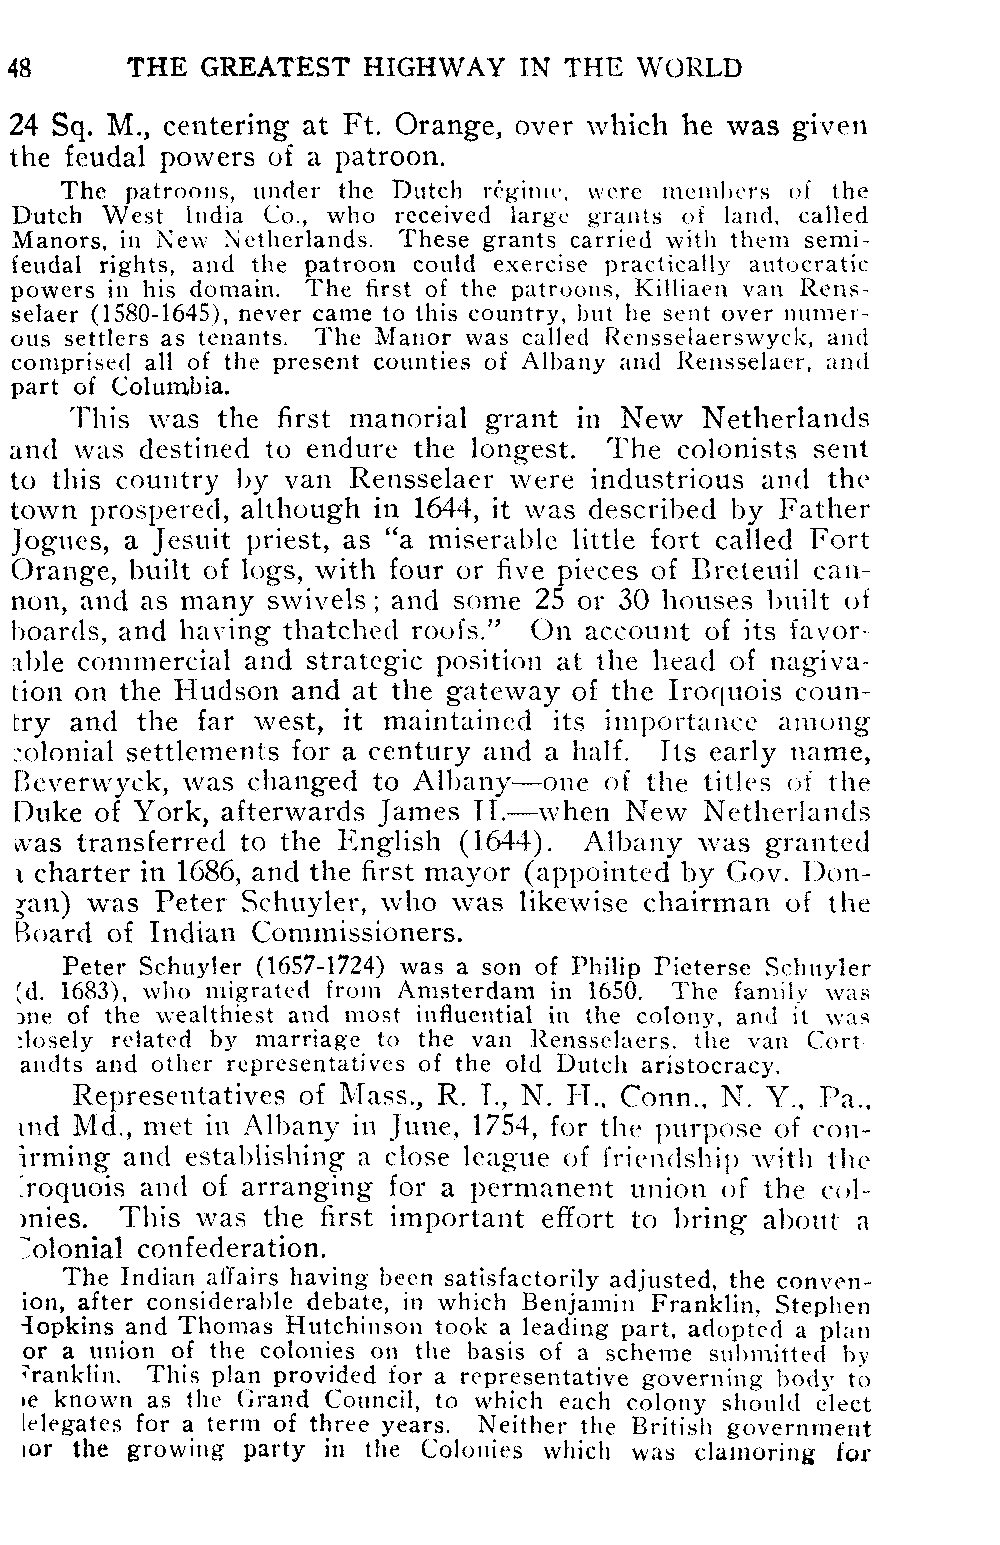 48 THE GREATEST HIGHWAY IN THE WORLD
24 Sq. M., centering at Ft. Orange, over which he was given
the feudal powers of a patroon.
The patroons, under the Dutch régime, were members of the
Dutch West India Co., who received large grants of land, called
Manors, in New Netherlands. These grants carried with them semi-
feudal rights, and the patroon could exercise practically autocratic
powers in his domain. The first of the patroons, Killiaen van Rens-
selaer (1580-1645), never came to this country, but he sent over numer-
ous settlers as tenants. The Manor was called Rensselaerswyck, and
comprised all of the present counties of Albany and Rensselaer, and
part of Columbia.
This was the first manorial grant in New Netherlands
and was destined to endure the longest. The colonists sent
to this country by van Rensselaer were industrious and the
town prospered, although in 1644, it was described by Father
Jogues, a Jesuit priest, as “a miserable little fort called Fort
Orange, built of logs, with four or five pieces of Breteuil can-
non, and as many swivels; and some 25 or 30 houses built of
boards, and having thatched roofs.” On account of its favor-
able commercial and strategic position at the head of nagiva-
tion on the Hudson and at the gateway of the Iroquois coun-
try and the far west, it maintained its importance among
colonial settlements for a century and a half. Its early name,
Beverwyck, was changed to Albany—one of the titles of the
Duke of York, afterwards James II.—when New Netherlands
was transferred to the English (1644). Albany was granted
a charter in 1686, and the first mayor (appointed by Gov. Don-
gan) was Peter Schuyler, who was likewise chairman of the
Board of Indian Commissioners.
Peter Schuyler (1657-1724) was a son of Philip Pieterse Schuyler
(d. 1683), who migrated from Amsterdam in 1650. The family was
one of the wealthiest and most influential in the colony, and it was
closely related by marriage to the van Rensselaers, the van Cort
andts and other representatives of the old Dutch aristocracy.
Representatives of Mass., R. I., N. H., Conn., N. Y., Pa.,
and Md., met in Albany in June, 1754, for the purpose of con-
irming and establishing a close league of friendship with the
Iroquois and of arranging for a permanent union of the col-
onies. This was the first important effort to bring about a
Colonial confederation.
The Indian affairs having been satisfactorily adjusted, the conven-
ion, after considerable debate, in which Benjamin Franklin, Stephen
Hopkins and Thomas Hutchinson took a leading part, adopted a plan
or a union of the colonies on the basis of a scheme submitted by
Franklin. This plan provided for a representative governing body to
be known as the Grand Council, to which each colony should elect
delegates for a term of three years. Neither the British government
nor the growing party in the Colonies which was clamoring for